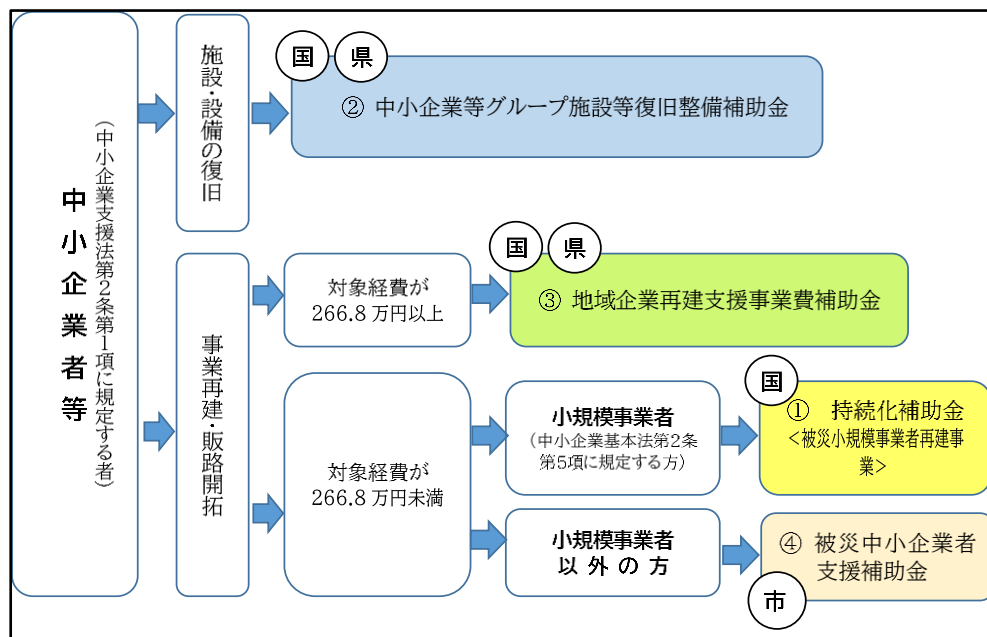 中小企業者等
（中小企業支援法第2条第1項に規定する者）
施設・設備の復旧
国
県
② 中小企業等グループ施設等復旧整備補助金
事業再建・販路開拓
対象経費が
266.8 万円以上
国
県
③ 地域企業再建支援事業費補助金
対象経費が
266.8 万円未満
小規模事業者
（中小企業基本法第2条
第5項に規定する方）
国
① 持続化補助金
<被災小規模事業者再建事
業>
小規模事業者
以外の方
④ 被災中小企業者
支援補助金
市